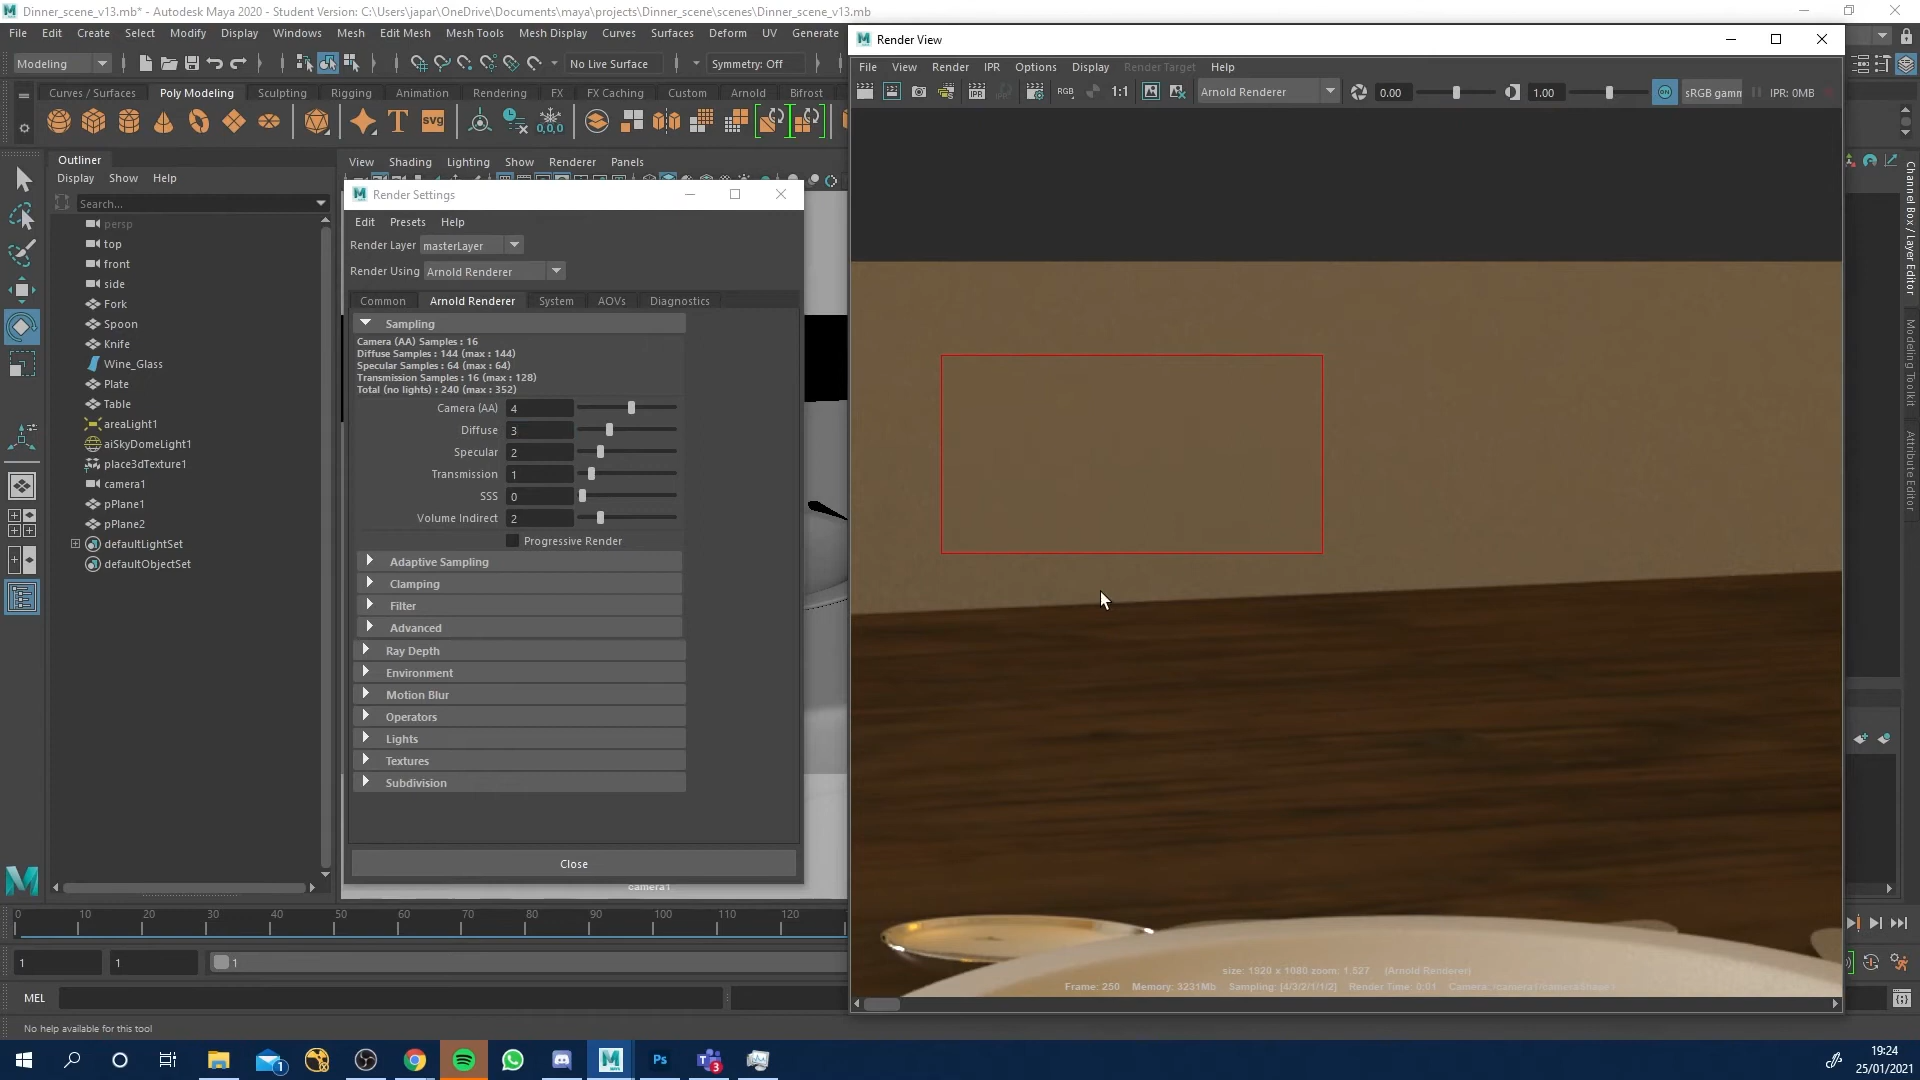 Dinner_scene_v13.mb* - Autodesk Maya 2020 - Student Version: C:\Users\japar\OneDrive\Documents\maya\projects\Dinner_scene\scenes\Dinner_scene_v13.mb
File Edit Create Select Modify Display Windows Mesh Edit Mesh Mesh Tools Mesh Display Curves Surfaces Deform UV Generate
Modeling No Live Surface Symmetry: Off
Curves / Surfaces Poly Modeling Sculpting Rigging Animation Rendering FX FX Caching Custom Arnold Bifrost
T svg 0,0,0
Outliner
Display Show Help
Search...
persp
top
front
side
Fork
Spoon
Knife
Wine_Glass
Plate
Table
areaLight1
aiSkyDomeLight1
place3dTexture1
camera1
pPlane1
pPlane2
defaultLightSet
defaultObjectSet
View Shading Lighting Show Renderer Panels
Render Settings
Edit Presets Help
Render Layer masterLayer
Render Using Arnold Renderer
Common Arnold Renderer System AOVs Diagnostics
Sampling
Camera (AA) Samples : 16
Diffuse Samples : 144 (max : 144)
Specular Samples : 64 (max : 64)
Transmission Samples : 16 (max : 128)
Total (no lights) : 240 (max : 352)
Camera (AA) 4
Diffuse 3
Specular 2
Transmission 1
SSS 0
Volume Indirect 2
Progressive Render
Adaptive Sampling
Clamping
Filter
Advanced
Ray Depth
Environment
Motion Blur
Operators
Lights
Textures
Subdivision
Close
camera1
Render View
File View Render IPR Options Display Render Target Help
IPR RGB 1:1 Arnold Renderer 0.00 1.00 ON sRGB gamm IPR: 0MB
size: 1920 x 1080 zoom: 1.527 (Arnold Renderer)
Frame: 250 Memory: 3231Mb Sampling: [4/3/2/1/1/2] Render Time: 0:01 Camera: /camera1/cameraShape1
Channel Box / Layer Editor
Modeling Toolkit
Attribute Editor
0 10 20 30 40 50 60 70 80 90 100 110 120
1 1 1
MEL
No help available for this tool
1 Ps 3
19:24
25/01/2021